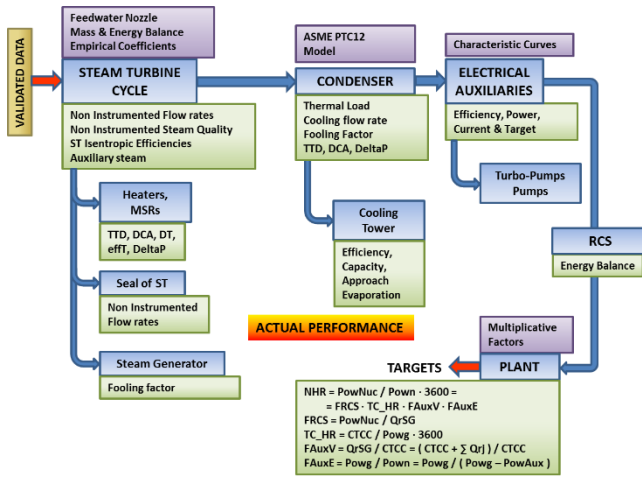 VALIDATED DATA
Feedwater Nozzle
Mass & Energy Balance
Empirical Coefficients
STEAM TURBINE
CYCLE
Non Instrumented Flow rates
Non Instrumented Steam Quality
ST Isentropic Efficiencies
Auxiliary steam
Heaters,
MSRs
TTD, DCA, DT,
effT, DeltaP
Seal of ST
Non Instrumented
Flow rates
Steam Generator
Fooling factor
ASME PTC12
Model
CONDENSER
Thermal Load
Cooling flow rate
Fooling Factor
TTD, DCA, DeltaP
Cooling
Tower
Efficiency,
Capacity,
Approach
Evaporation
Characteristic Curves
ELECTRICAL
AUXILIARIES
Efficiency, Power,
Current & Target
Turbo-Pumps
Pumps
RCS
Energy Balance
ACTUAL PERFORMANCE
Multiplicative
Factors
TARGETS
PLANT
NHR = PowNuc / Pown · 3600 =
= FRCS · TC_HR · FAuxV · FAuxE
FRCS = PowNuc / QrSG
TC_HR = CTCC / Powg · 3600
FAuxV = QrSG / CTCC = ( CTCC + ∑ Qrj ) / CTCC
FAuxE = Powg / Pown = Powg / ( Powg – PowAux )